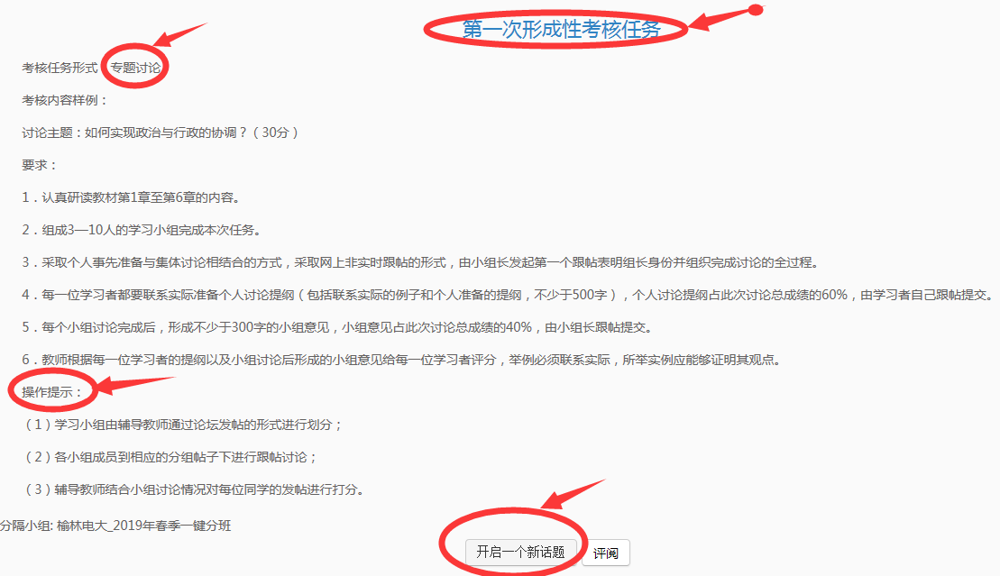 第一次形成性考核任务
考核任务形式 专题讨论
考核内容样例：
讨论主题：如何实现政治与行政的协调？（30分）
要求：
1．认真研读教材第1章至第6章的内容。
2．组成3—10人的学习小组完成本次任务。
3．采取个人事先准备与集体讨论相结合的方式，采取网上非实时跟帖的形式，由小组长发起第一个跟帖表明组长身份并组织完成讨论的全过程。
4．每一位学习者都要联系实际准备个人讨论提纲（包括联系实际的例子和个人准备的提纲，不少于500字），个人讨论提纲占此次讨论总成绩的60%，由学习者自己跟帖提交。
5．每个小组讨论完成后，形成不少于300字的小组意见，小组意见占此次讨论总成绩的40%，由小组长跟帖提交。
6．教师根据每一位学习者的提纲以及小组讨论后形成的小组意见给每一位学习者评分，举例必须联系实际，所举实例应能够证明其观点。
操作提示：
（1）学习小组由辅导教师通过论坛发帖的形式进行划分；
（2）各小组成员到相应的分组帖子下进行跟帖讨论；
（3）辅导教师结合小组讨论情况对每位同学的发帖进行打分。
分隔小组: 榆林电大_2019年春季一键分班
开启一个新话题 评阅